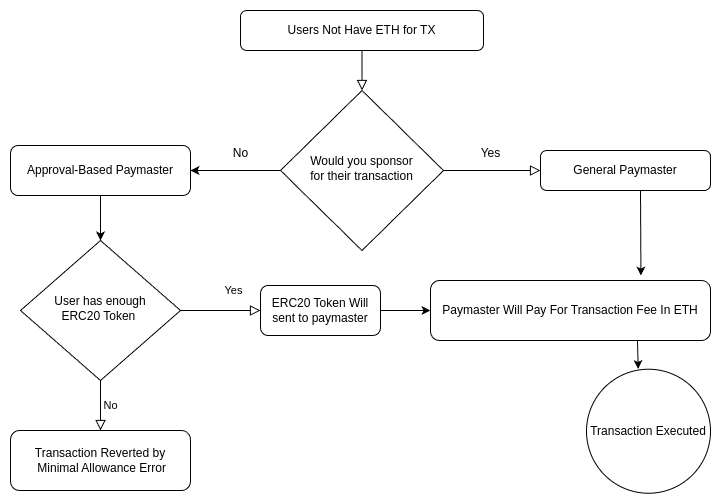 Users Not Have ETH for TX
Would you sponsor
for their transaction
No
Yes
Approval-Based Paymaster
General Paymaster
User has enough
ERC20 Token
Yes
ERC20 Token Will
sent to paymaster
Paymaster Will Pay For Transaction Fee In ETH
No
Transaction Reverted by
Minimal Allowance Error
Transaction Executed